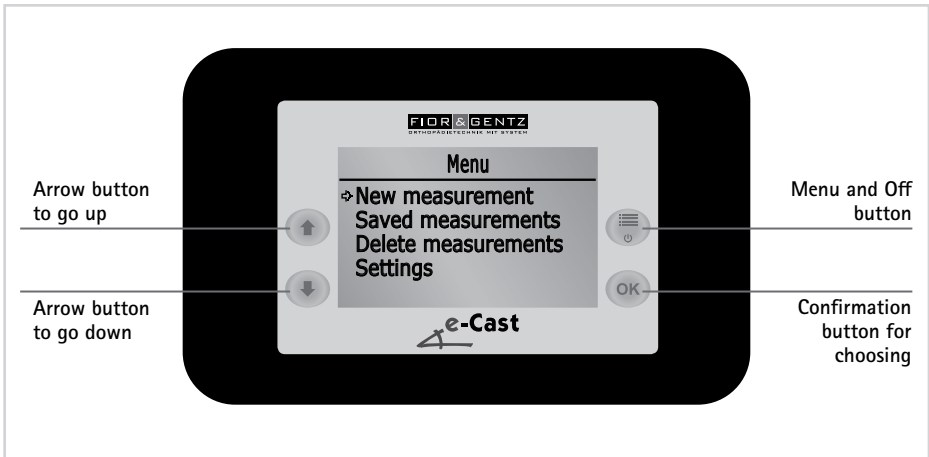 FIOR & GENTZ
ORTHOPÄDIETECHNIK MIT SYSTEM
Menu
New measurement
Saved measurements
Delete measurements
Settings
Arrow button
to go up
Menu and Off
button
Arrow button
to go down
OK
Confirmation
button for
choosing
e-Cast